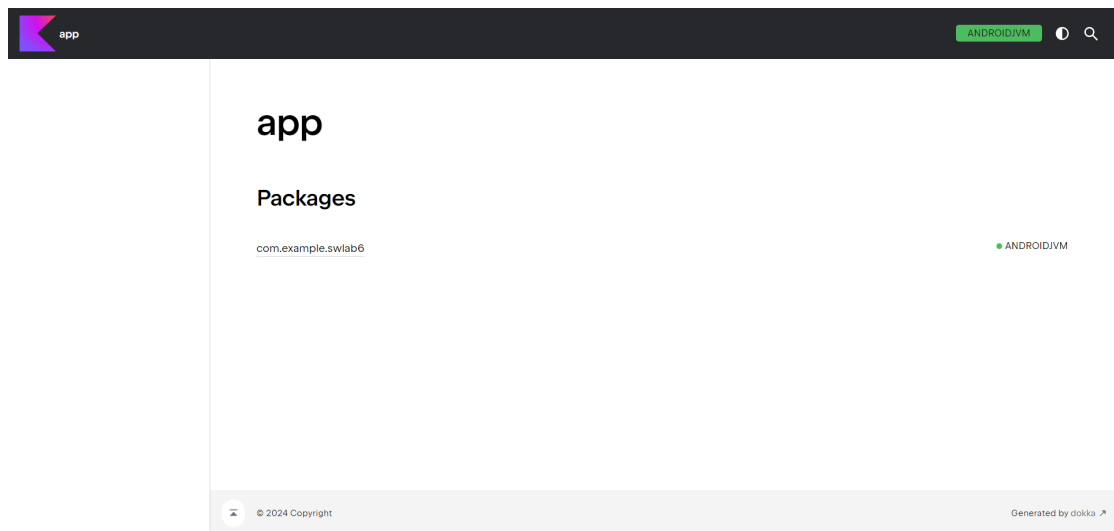 app ANDROIDJVM
app
Packages
com.example.swlab6 ANDROIDJVM
© 2024 Copyright Generated by dokka